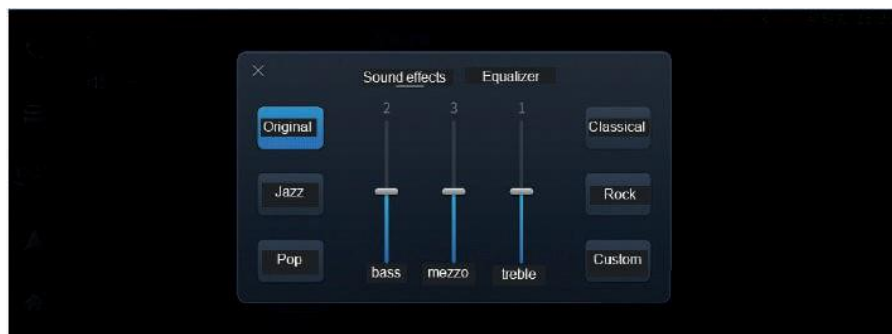 Sound effects Equalizer
2 3 1
Original Classical
Jazz Rock
Pop Custom
bass mezzo treble